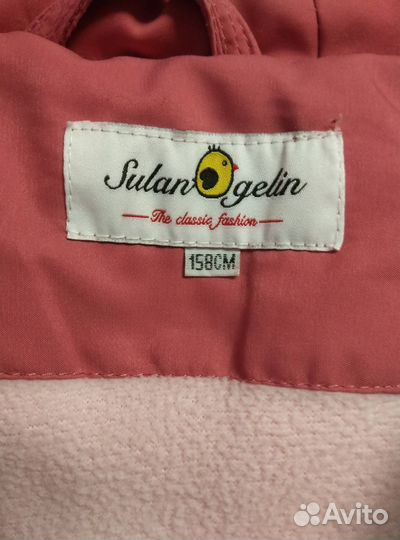 Sulan gelin
The classic fashion
158CM
Avito